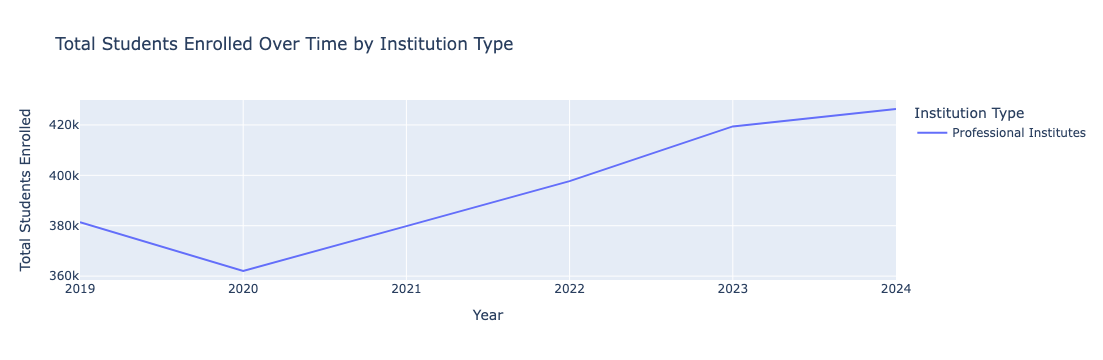 Total Students Enrolled Over Time by Institution Type
Total Students Enrolled
420k
400k
380k
360k
2019 2020 2021 2022 2023 2024
Year
Institution Type
Professional Institutes